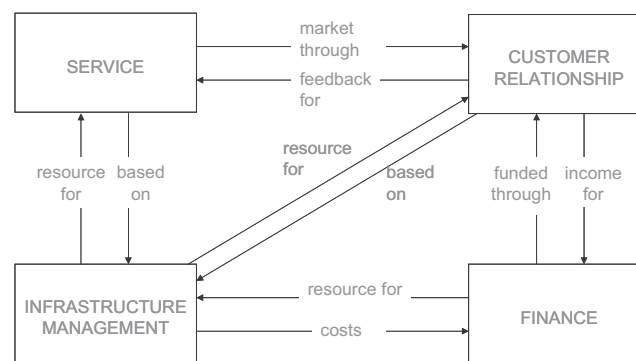 market
through
SERVICE
CUSTOMER
RELATIONSHIP
feedback
for
resource
for
based
on
resource
for
based
on
funded
through
income
for
INFRASTRUCTURE
MANAGEMENT
resource for
costs
FINANCE